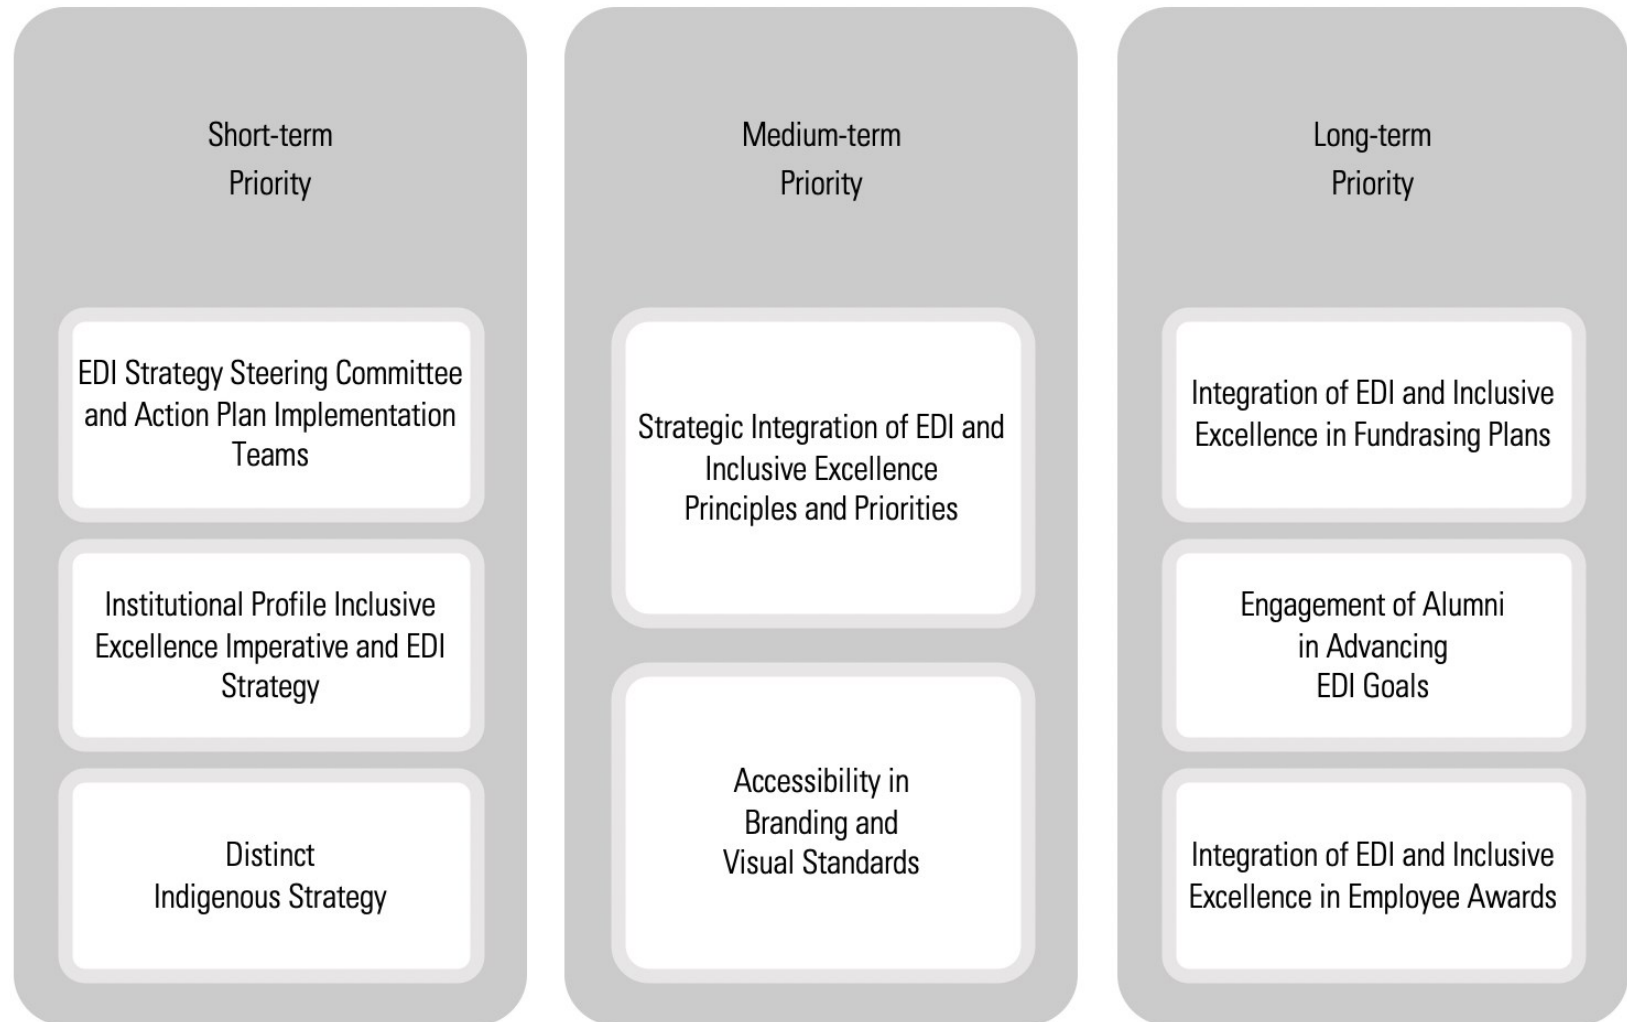 Short-term
Priority
EDI Strategy Steering Committee
and Action Plan Implementation
Teams
Institutional Profile Inclusive
Excellence Imperative and EDI
Strategy
Distinct
Indigenous Strategy
Medium-term
Priority
Strategic Integration of EDI and
Inclusive Excellence
Principles and Priorities
Accessibility in
Branding and
Visual Standards
Long-term
Priority
Integration of EDI and Inclusive
Excellence in Fundrasing Plans
Engagement of Alumni
in Advancing
EDI Goals
Integration of EDI and Inclusive
Excellence in Employee Awards